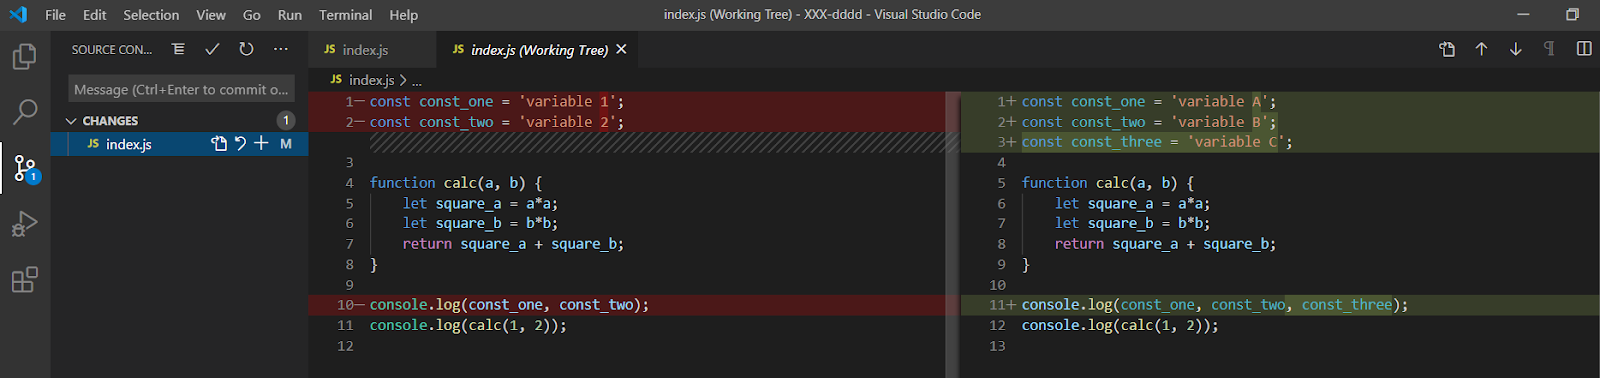 File Edit Selection View Go Run Terminal Help index.js (Working Tree) - XXX-dddd - Visual Studio Code
SOURCE CON...
Message (Ctrl+Enter to commit o...
CHANGES 1
JS index.js M
1
JS index.js JS index.js (Working Tree)
JS index.js > ...
1 const const_one = 'variable 1';
2 const const_two = 'variable 2';
3
4 function calc(a, b) {
5 let square_a = a*a;
6 let square_b = b*b;
7 return square_a + square_b;
8 }
9
10 console.log(const_one, const_two);
11 console.log(calc(1, 2));
12
1+ const const_one = 'variable A';
2+ const const_two = 'variable B';
3+ const const_three = 'variable C';
4
5 function calc(a, b) {
6 let square_a = a*a;
7 let square_b = b*b;
8 return square_a + square_b;
9 }
10
11+ console.log(const_one, const_two, const_three);
12 console.log(calc(1, 2));
13